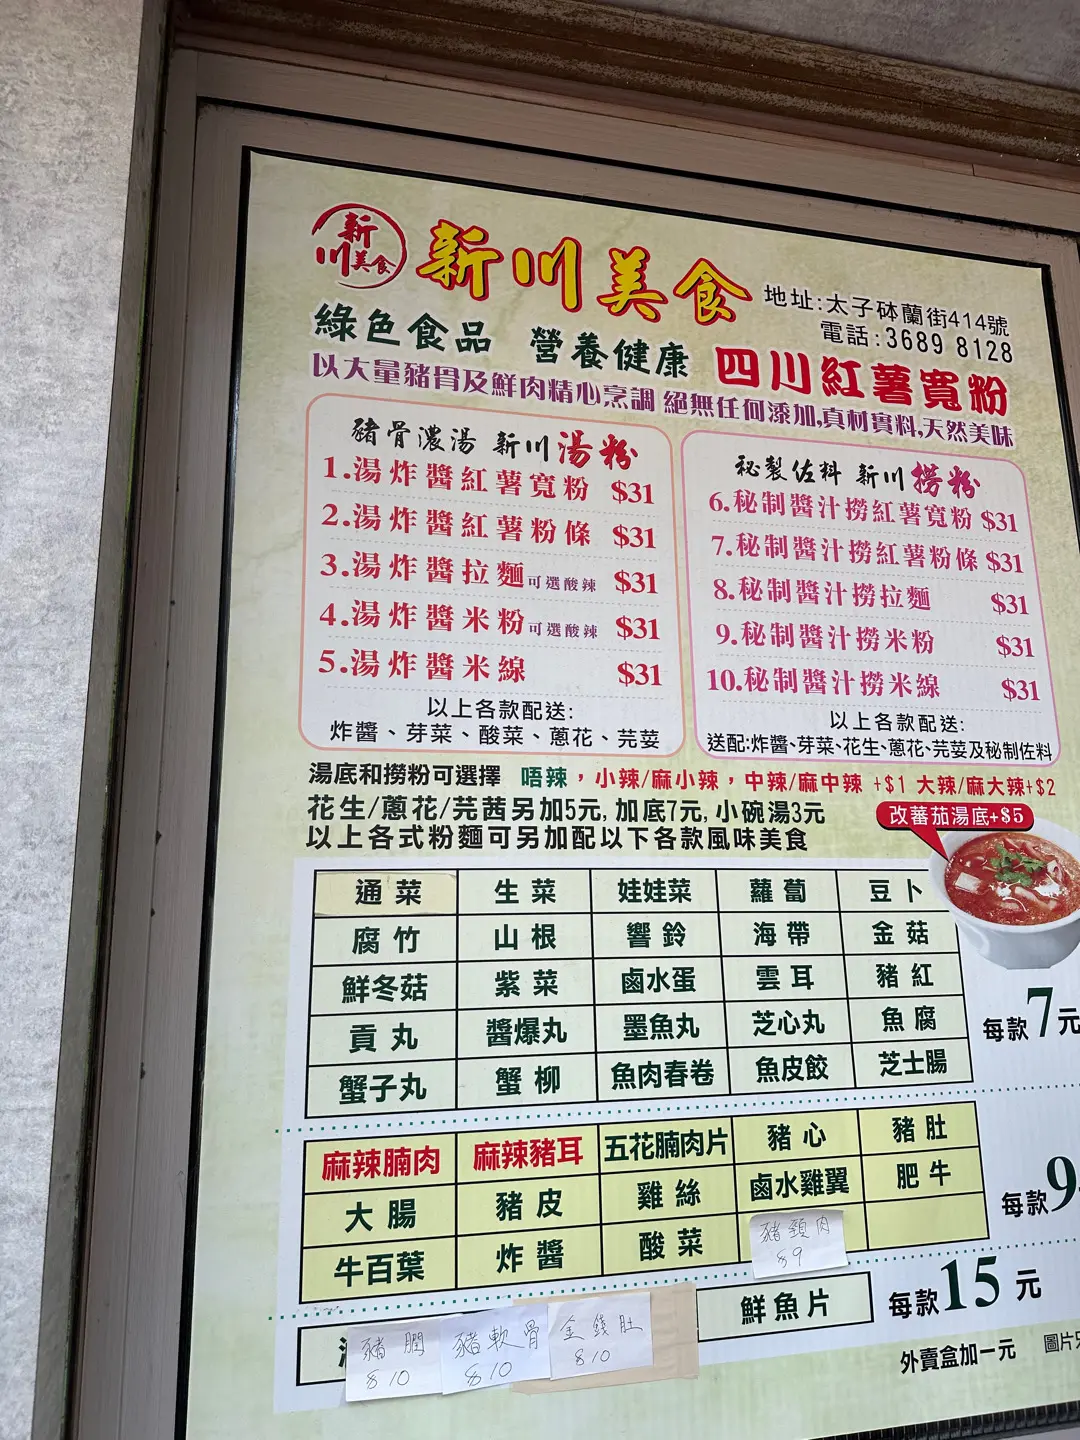 新
川美食
新川美食
地址:太子砵蘭街414號
電話:3689 8128
綠色食品 營養健康
四川紅薯寬粉
以大量豬骨及鮮肉精心烹調 絕無任何添加,真材實料,天然美味
豬骨濃湯 新川湯粉
1.湯炸醬紅薯寬粉 $31
2.湯炸醬紅薯粉條 $31
3.湯炸醬拉麵可選酸辣 $31
4.湯炸醬米粉可選酸辣 $31
5.湯炸醬米線 $31
以上各款配送:
炸醬、芽菜、酸菜、蔥花、芫荽
秘製佐料 新川撈粉
6.秘制醬汁撈紅薯寬粉 $31
7.秘制醬汁撈紅薯粉條 $31
8.秘制醬汁撈拉麵 $31
9.秘制醬汁撈米粉 $31
10.秘制醬汁撈米線 $31
以上各款配送:
送配:炸醬、芽菜、花生、蔥花、芫荽及秘制佐料
湯底和撈粉可選擇 唔辣,小辣/麻小辣,中辣/麻中辣 +$1 大辣/麻大辣+$2
花生/蔥花/芫茜另加5元,加底7元,小碗湯3元
以上各式粉麵可另加配以下各款風味美食
改蕃茄湯底+$5
通菜 生菜 娃娃菜 蘿蔔 豆卜
腐竹 山根 響鈴 海帶 金菇
鮮冬菇 紫菜 鹵水蛋 雲耳 豬紅
貢丸 醬爆丸 墨魚丸 芝心丸 魚腐
蟹子丸 蟹柳 魚肉春卷 魚皮餃 芝士腸
每款7元
麻辣腩肉 麻辣豬耳 五花腩肉片 豬心 豬肚
大腸 豬皮 雞絲 鹵水雞翼 肥牛
牛百葉 炸醬 酸菜 豬頸肉
$9
每款9
豬膶 豬軟骨 金錢肚
$10 $10 $10
鮮魚片
每款15元
外賣盒加一元
圖片